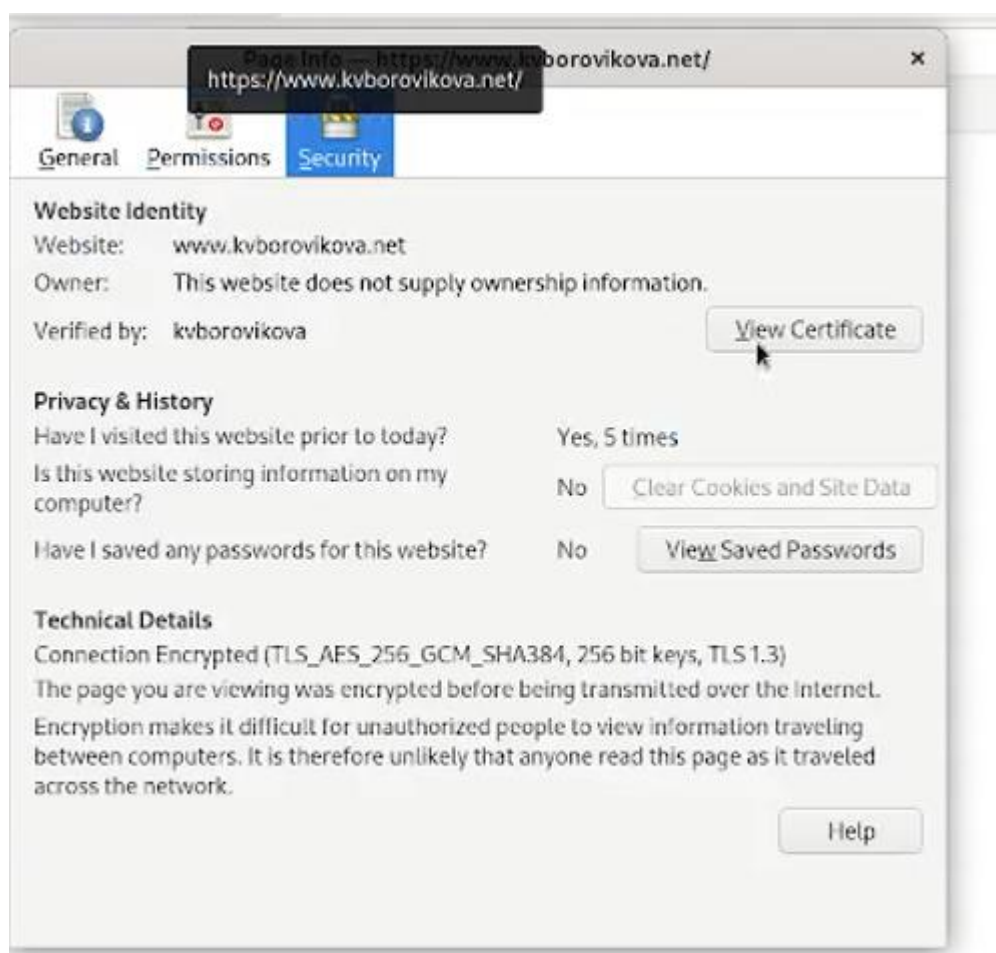 Page Info — https://www.kvborovikova.net/
https://www.kvborovikova.net/
General Permissions Security
Website Identity
Website: www.kvborovikova.net
Owner: This website does not supply ownership information.
Verified by: kvborovikova View Certificate
Privacy & History
Have I visited this website prior to today? Yes, 5 times
Is this website storing information on my
computer?
No Clear Cookies and Site Data
Have I saved any passwords for this website? No View Saved Passwords
Technical Details
Connection Encrypted (TLS_AES_256_GCM_SHA384, 256 bit keys, TLS 1.3)
The page you are viewing was encrypted before being transmitted over the Internet.
Encryption makes it difficult for unauthorized people to view information traveling
between computers. It is therefore unlikely that anyone read this page as it traveled
across the network.
Help